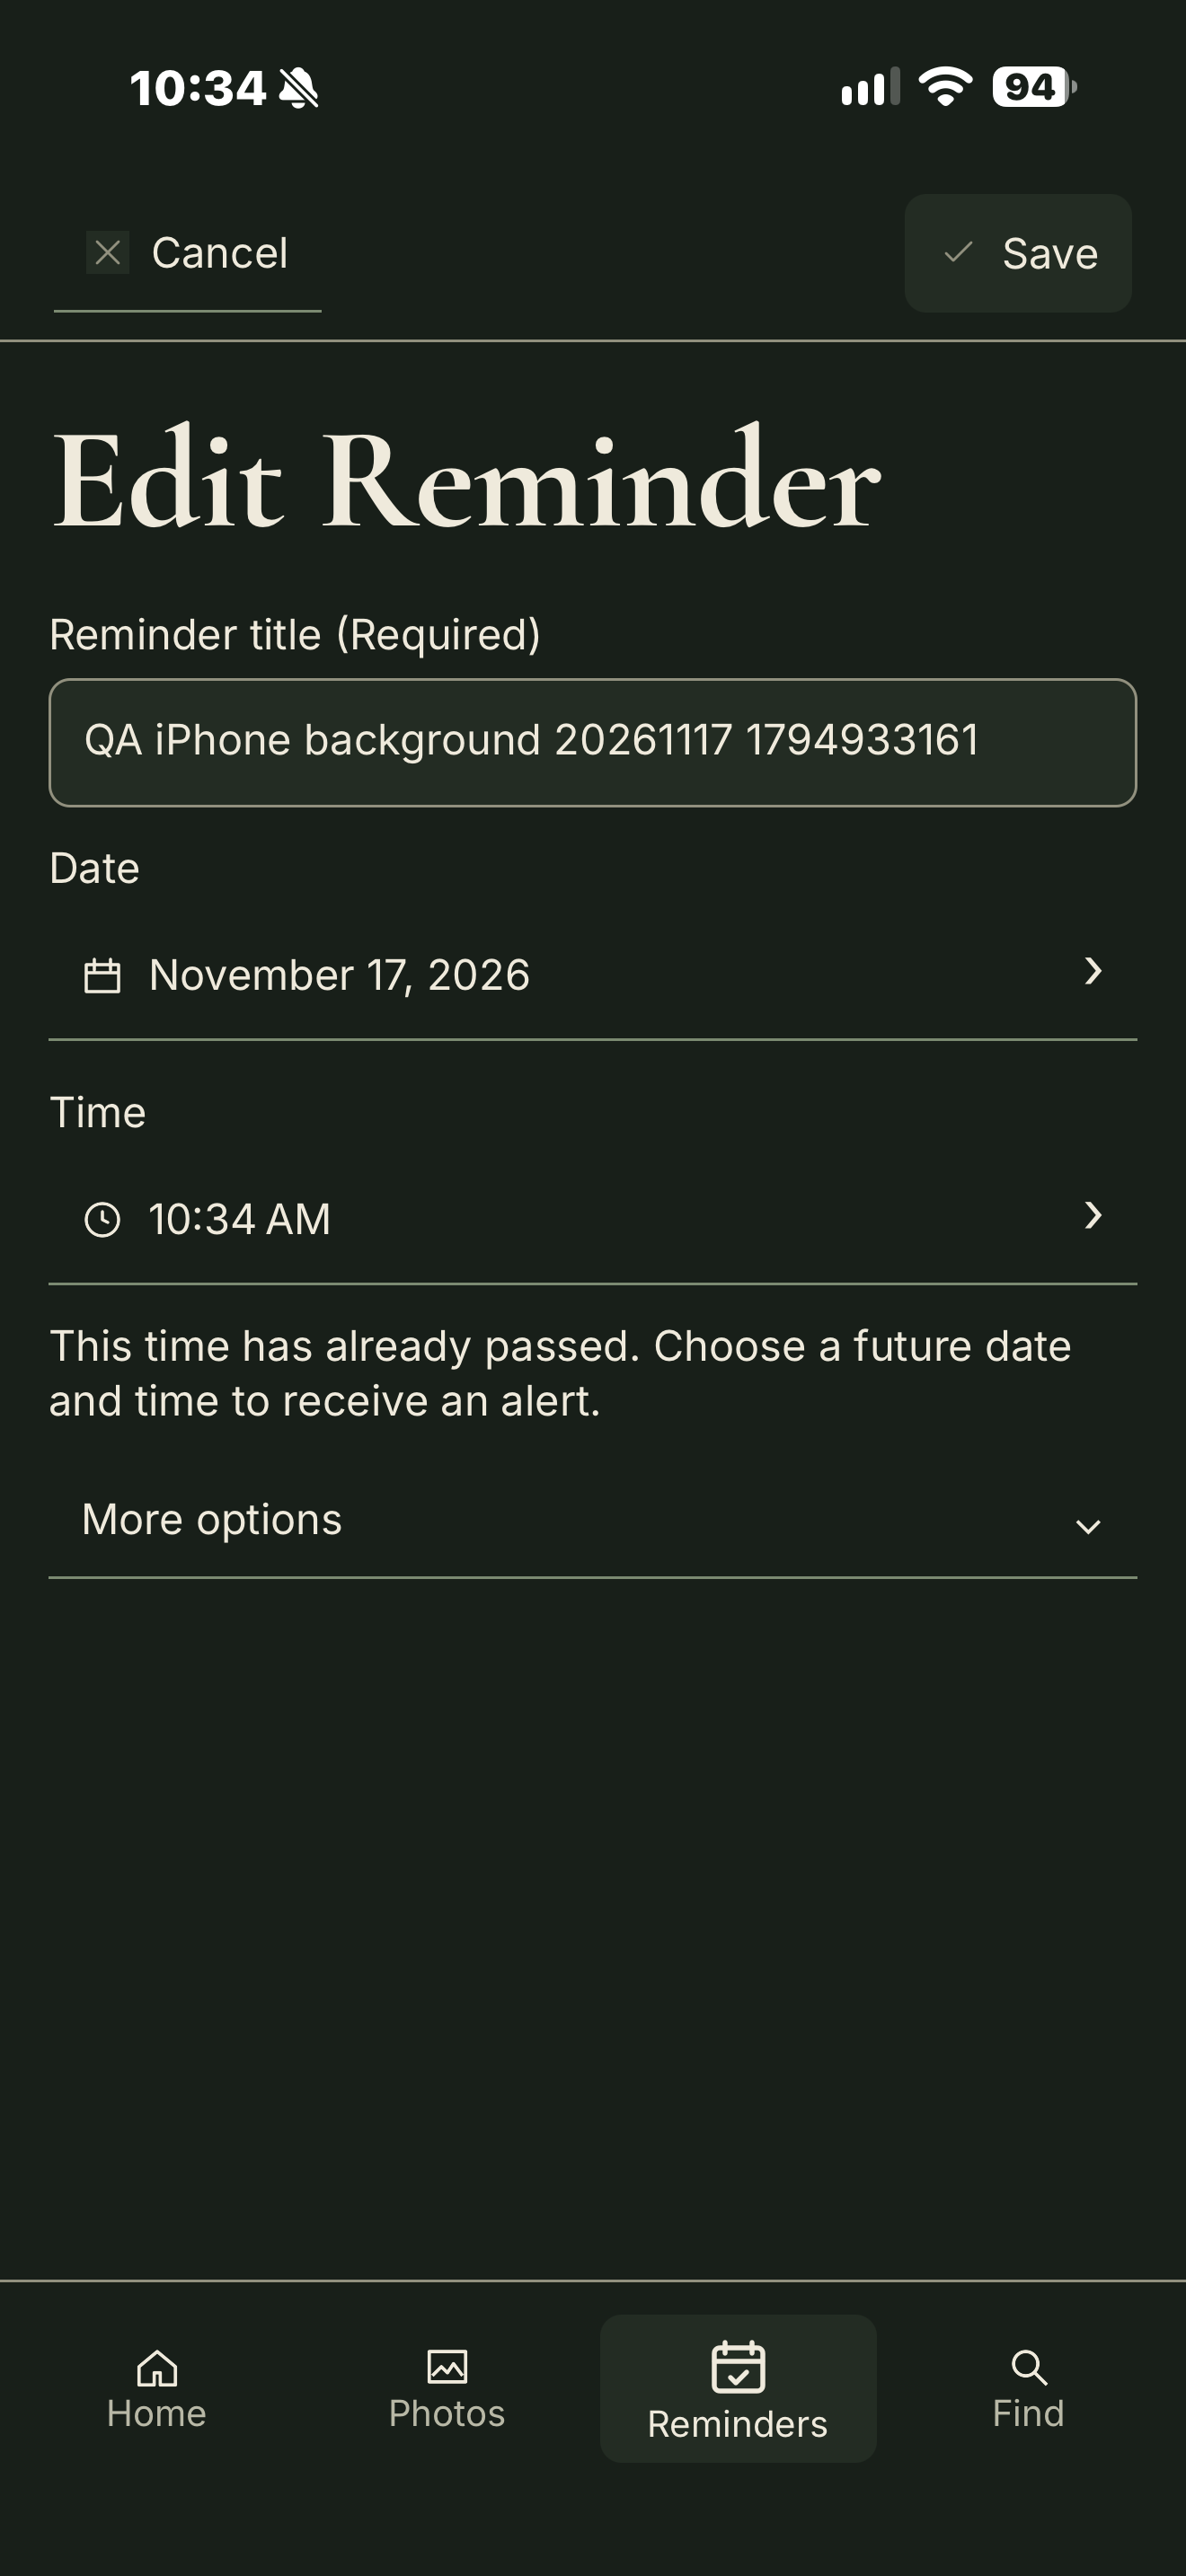 10:34
94
Cancel
Save
Edit Reminder
Reminder title (Required)
QA iPhone background 20261117 1794933161
Date
November 17, 2026
Time
10:34 AM
This time has already passed. Choose a future date
and time to receive an alert.
More options
Home
Photos
Reminders
Find